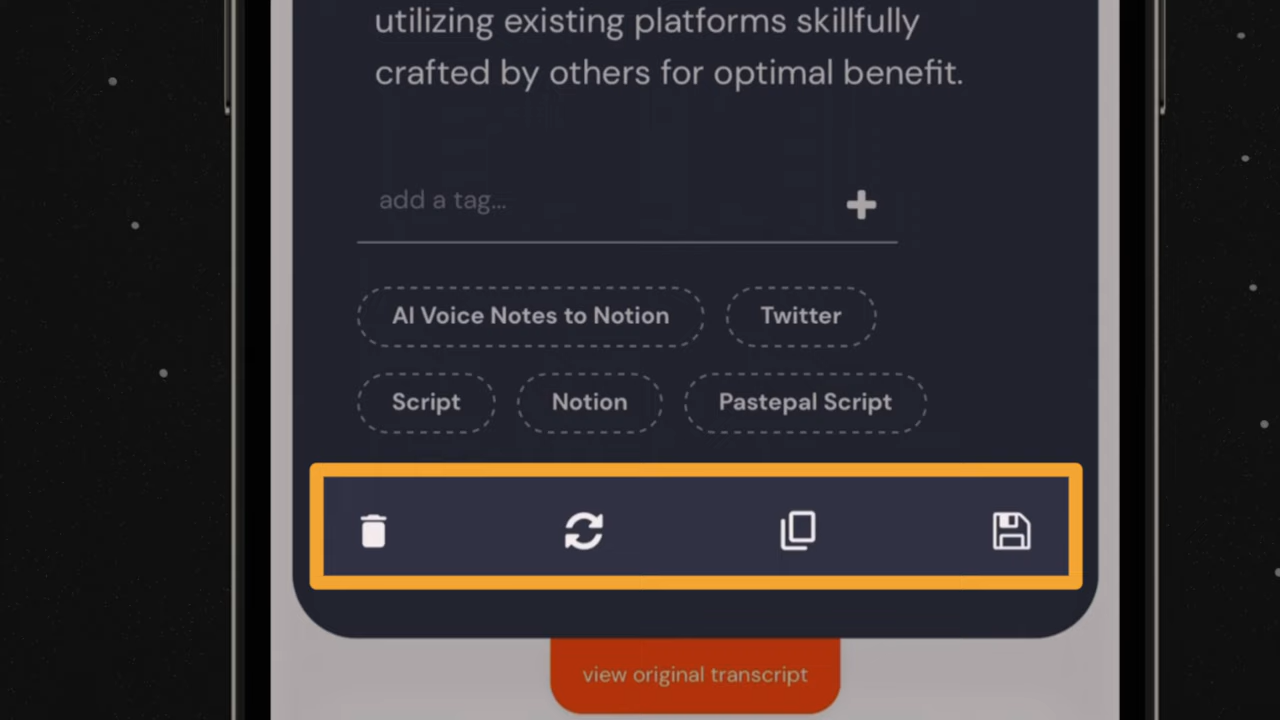 utilizing existing platforms skillfully
crafted by others for optimal benefit.
add a tag...
AI Voice Notes to Notion Twitter
Script Notion Pastepal Script
view original transcript